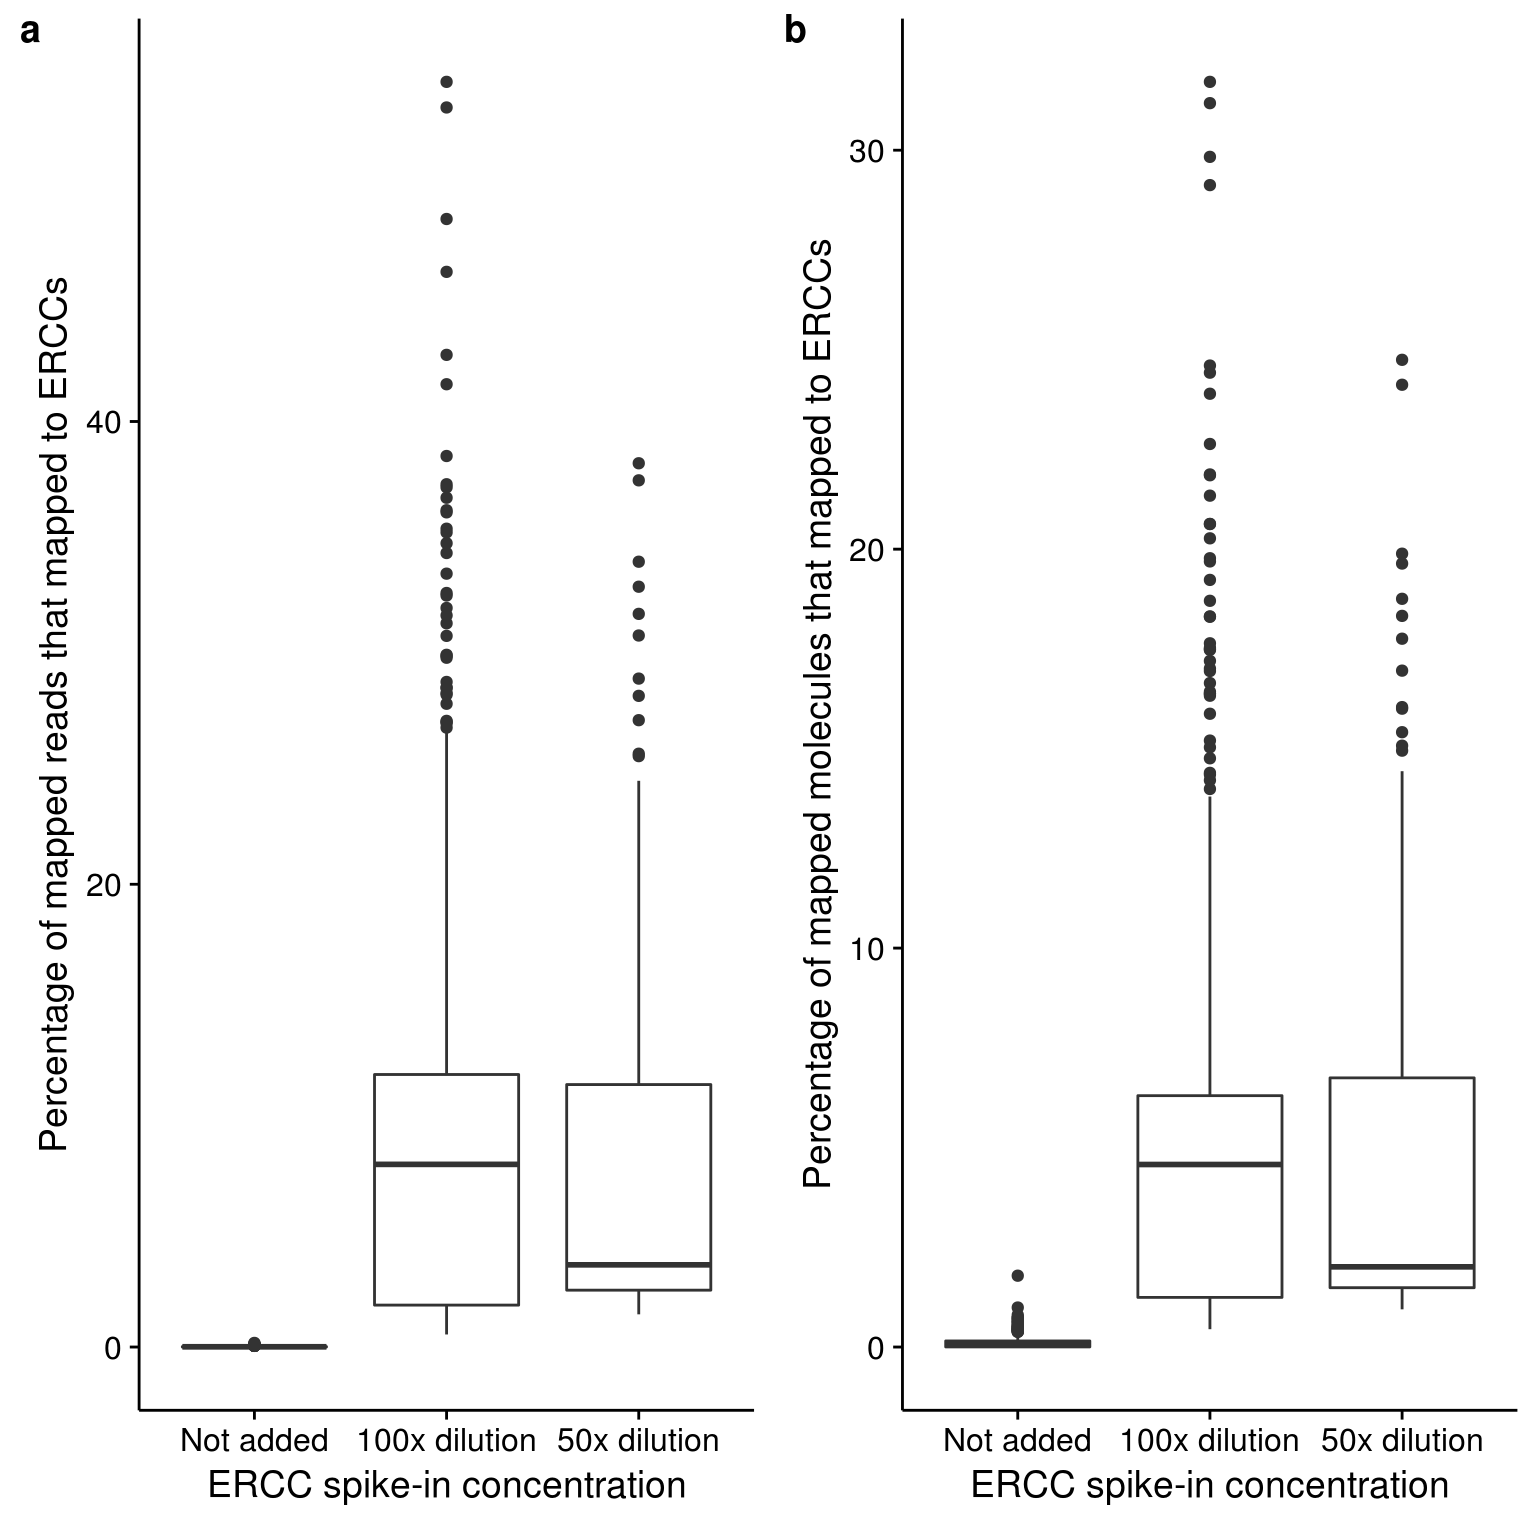 a
Percentage of mapped reads that mapped to ERCCs
40
20
0
Not added 100x dilution 50x dilution
ERCC spike-in concentration
b
Percentage of mapped molecules that mapped to ERCCs
30
20
10
0
Not added 100x dilution 50x dilution
ERCC spike-in concentration